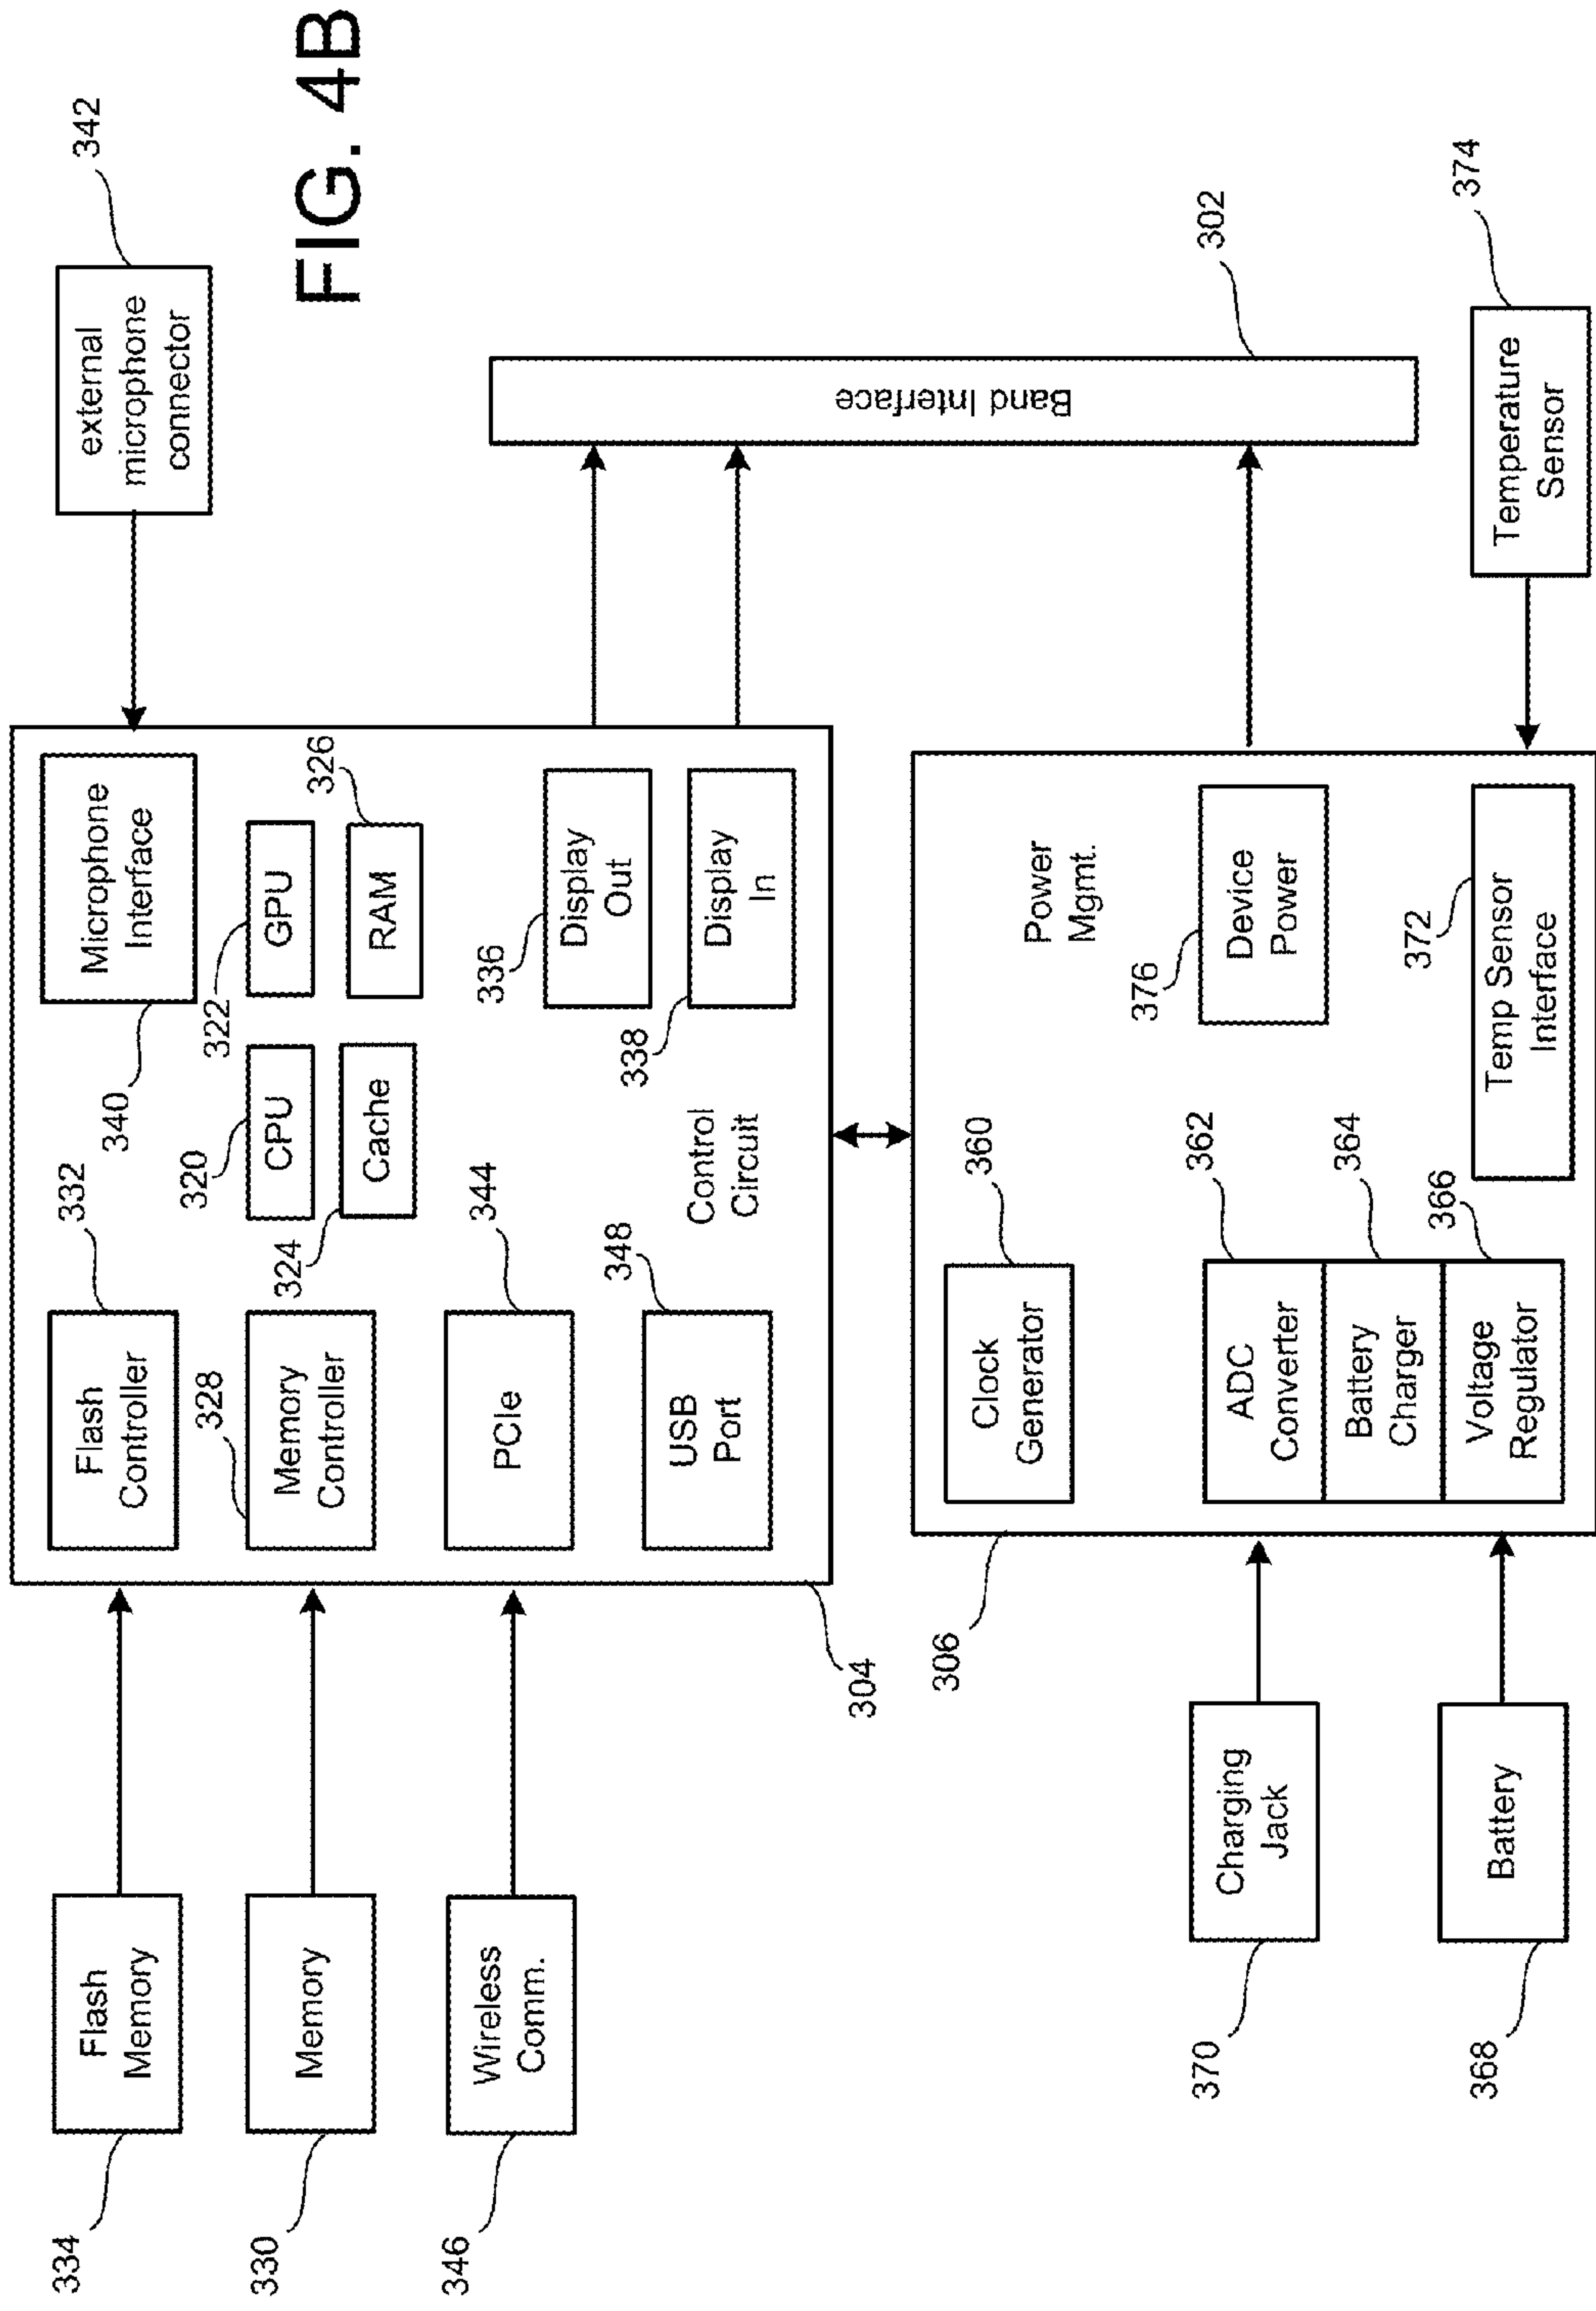 FIG. 4B
334
Flash
Memory
330
Memory
346
Wireless
Comm.
332
Flash
Controller
328
Memory
Controller
344
PCIe
348
USB
Port
340
Microphone
Interface
320
CPU
322
GPU
324
Cache
326
RAM
336
Display
Out
338
Display
In
Control
Circuit
304
342
external
microphone
connector
302
Band Interface
306
360
Clock
Generator
362
ADC
Converter
364
Battery
Charger
366
Voltage
Regulator
Power
Mgmt.
376
Device
Power
372
Temp Sensor
Interface
370
Charging
Jack
368
Battery
374
Temperature
Sensor